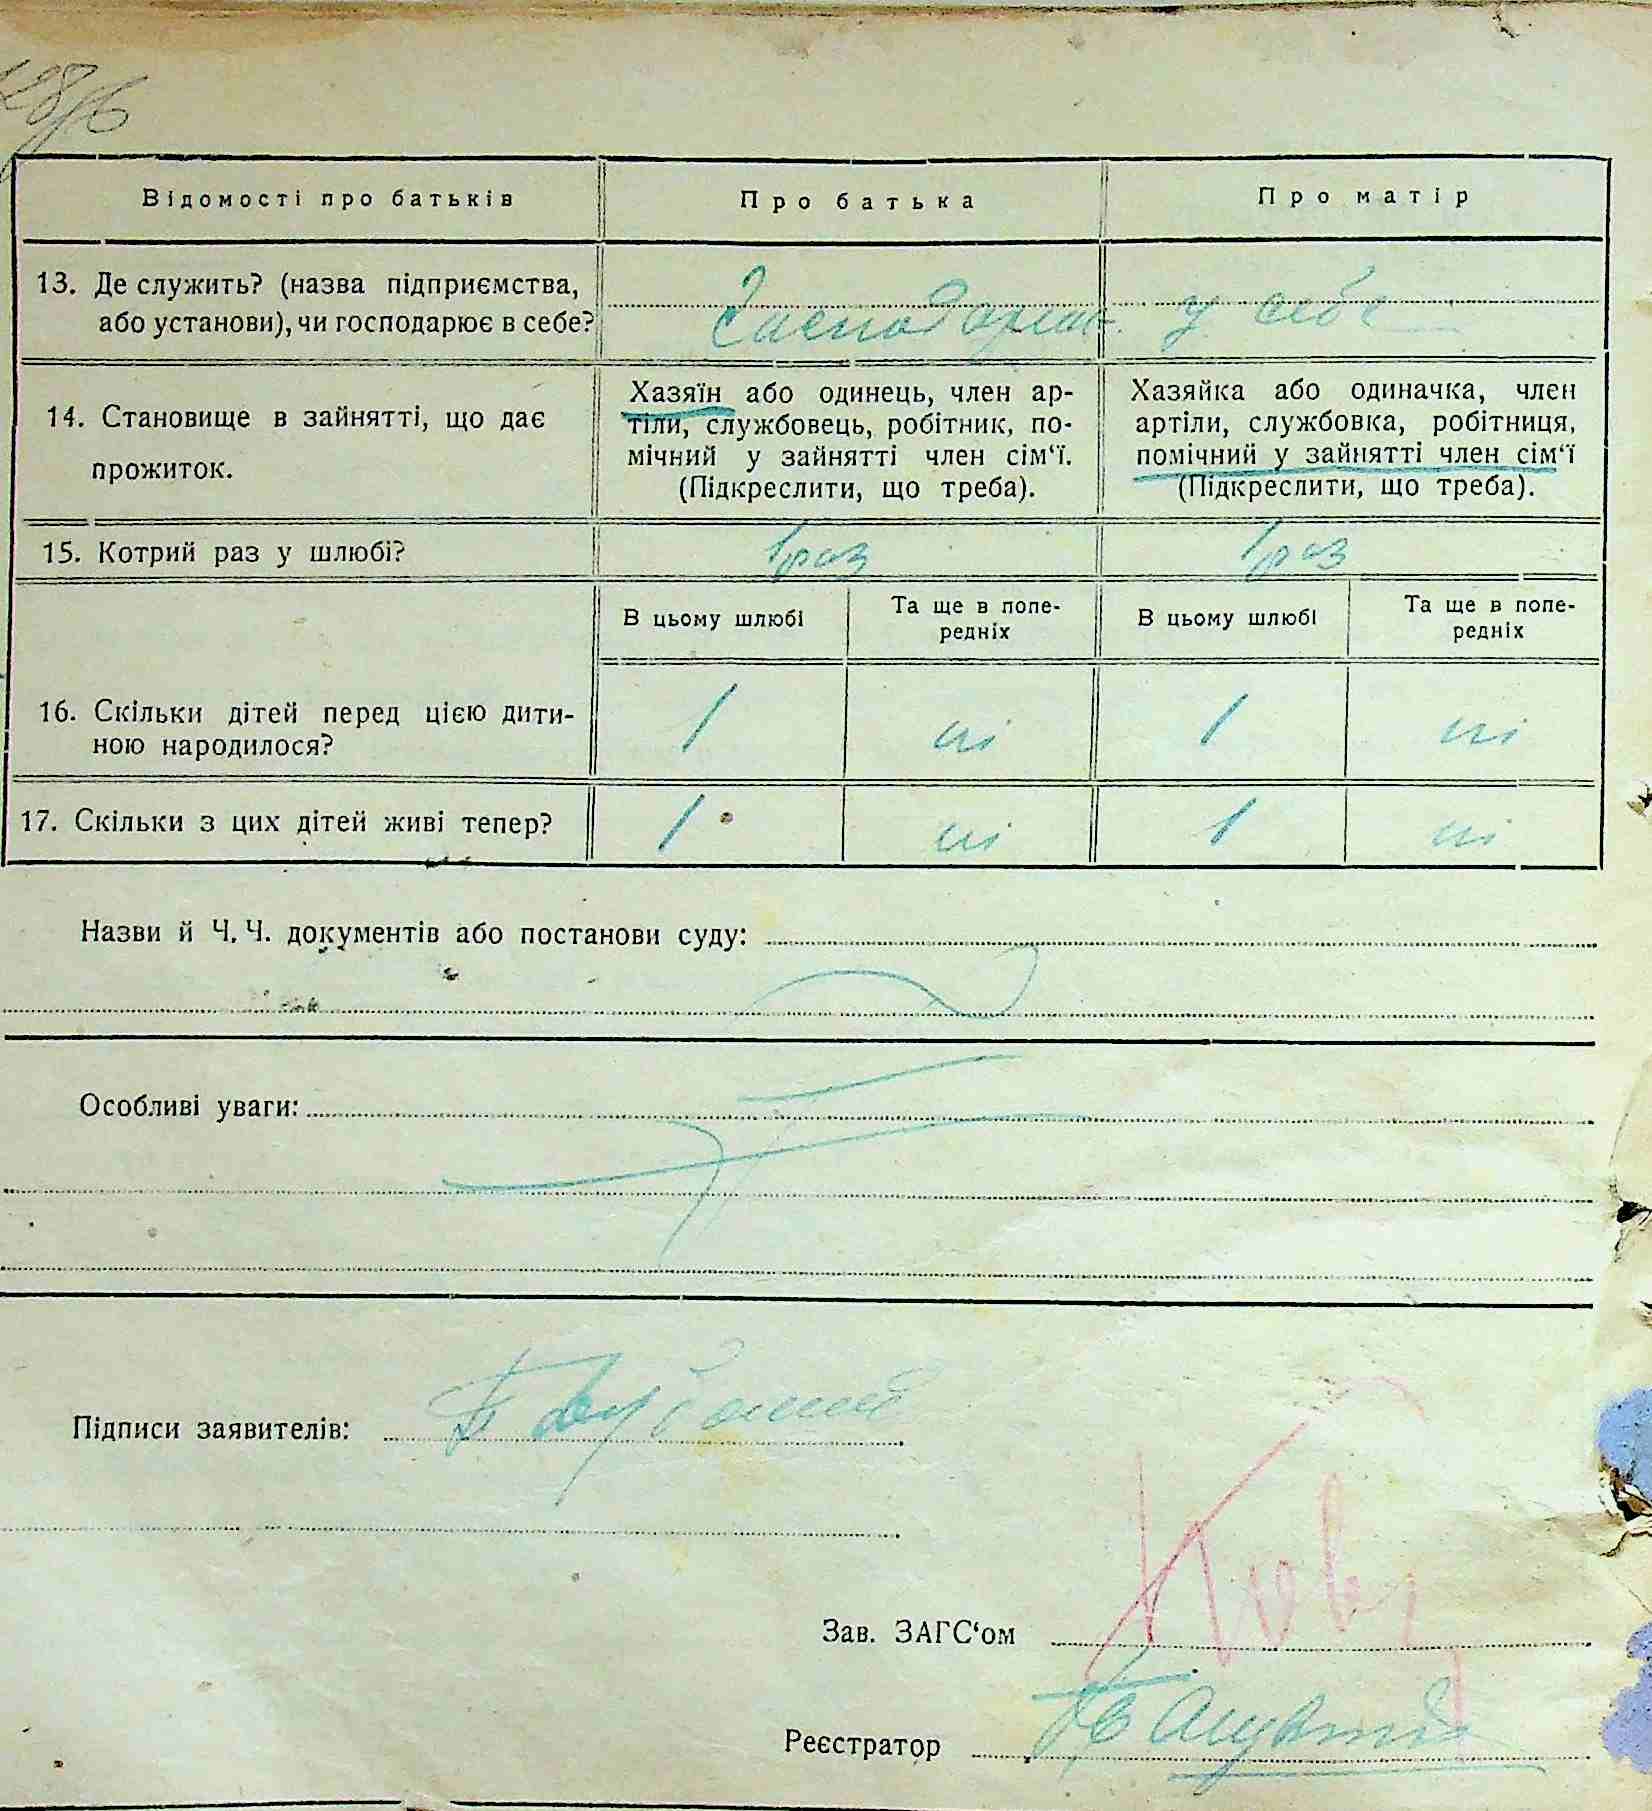 Відомості про батьків Про батька Про матір
13. Де служить? (назва підприємства,
або установи), чи господарює в себе? у себе
14. Становище в зайнятті, що дає
прожиток.
Хазяїн або одинець, член ар-
тіли, службовець, робітник, по-
мічний у зайнятті член сім‘ї.
(Підкреслити, що треба).
Хазяйка або одиначка, член
артіли, службовка, робітниця,
помічний у зайнятті член сім‘ї
(Підкреслити, що треба).
15. Котрий раз у шлюбі? 1 раз 1 раз
В цьому шлюбі
Та ще в попе-
редніх
В цьому шлюбі
Та ще в попе-
редніх
16. Скільки дітей перед цією дити-
ною народилося?
1 ні 1 ні
17. Скільки з цих дітей живі тепер? 1 ні 1 ні
Назви й Ч. Ч. документів або постанови суду:
Особливі уваги:
Підписи заявителів:
Зав. ЗАГС‘ом
Реєстратор